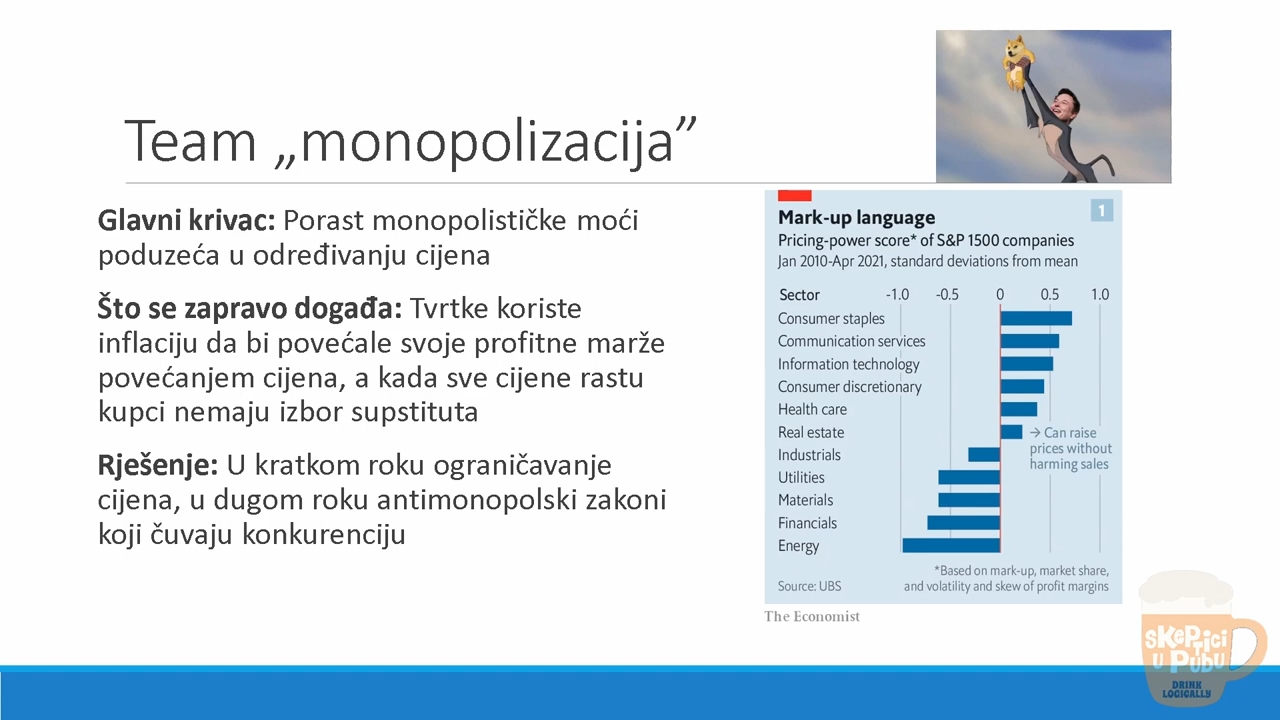 Team „monopolizacija”
Glavni krivac: Porast monopolističke moći
poduzeća u određivanju cijena
Što se zapravo događa: Tvrtke koriste
inflaciju da bi povećale svoje profitne marže
povećanjem cijena, a kada sve cijene rastu
kupci nemaju izbor supstituta
Rješenje: U kratkom roku ograničavanje
cijena, u dugom roku antimonopolski zakoni
koji čuvaju konkurenciju
Mark-up language
1
Pricing-power score* of S&P 1500 companies
Jan 2010-Apr 2021, standard deviations from mean
Sector -1.0 -0.5 0 0.5 1.0
Consumer staples
Communication services
Information technology
Consumer discretionary
Health care
Real estate
Industrials
Utilities
Materials
Financials
Energy
→ Can raise
prices without
harming sales
*Based on mark-up, market share,
and volatility and skew of profit margins
Source: UBS
The Economist
SKePTici
u PuBu
DRINK
LOGICALLY